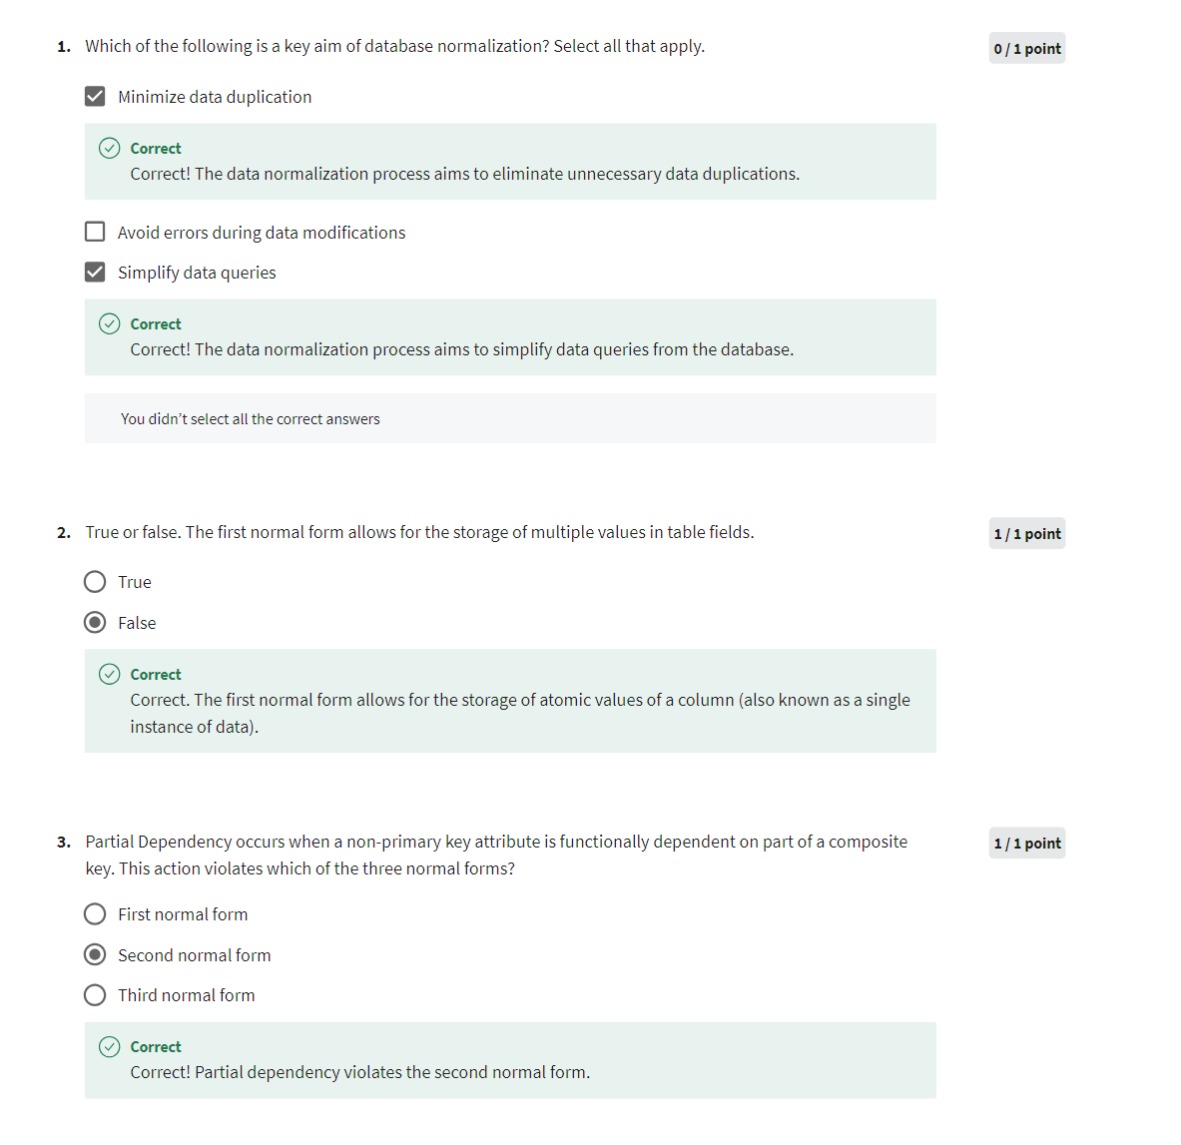 1. Which of the following is a key aim of database normalization? Select all that apply.
0 / 1 point
Minimize data duplication
Correct
Correct! The data normalization process aims to eliminate unnecessary data duplications.
Avoid errors during data modifications
Simplify data queries
Correct
Correct! The data normalization process aims to simplify data queries from the database.
You didn't select all the correct answers
2. True or false. The first normal form allows for the storage of multiple values in table fields.
1 / 1 point
True
False
Correct
Correct. The first normal form allows for the storage of atomic values of a column (also known as a single
instance of data).
3. Partial Dependency occurs when a non-primary key attribute is functionally dependent on part of a composite
key. This action violates which of the three normal forms?
1 / 1 point
First normal form
Second normal form
Third normal form
Correct
Correct! Partial dependency violates the second normal form.